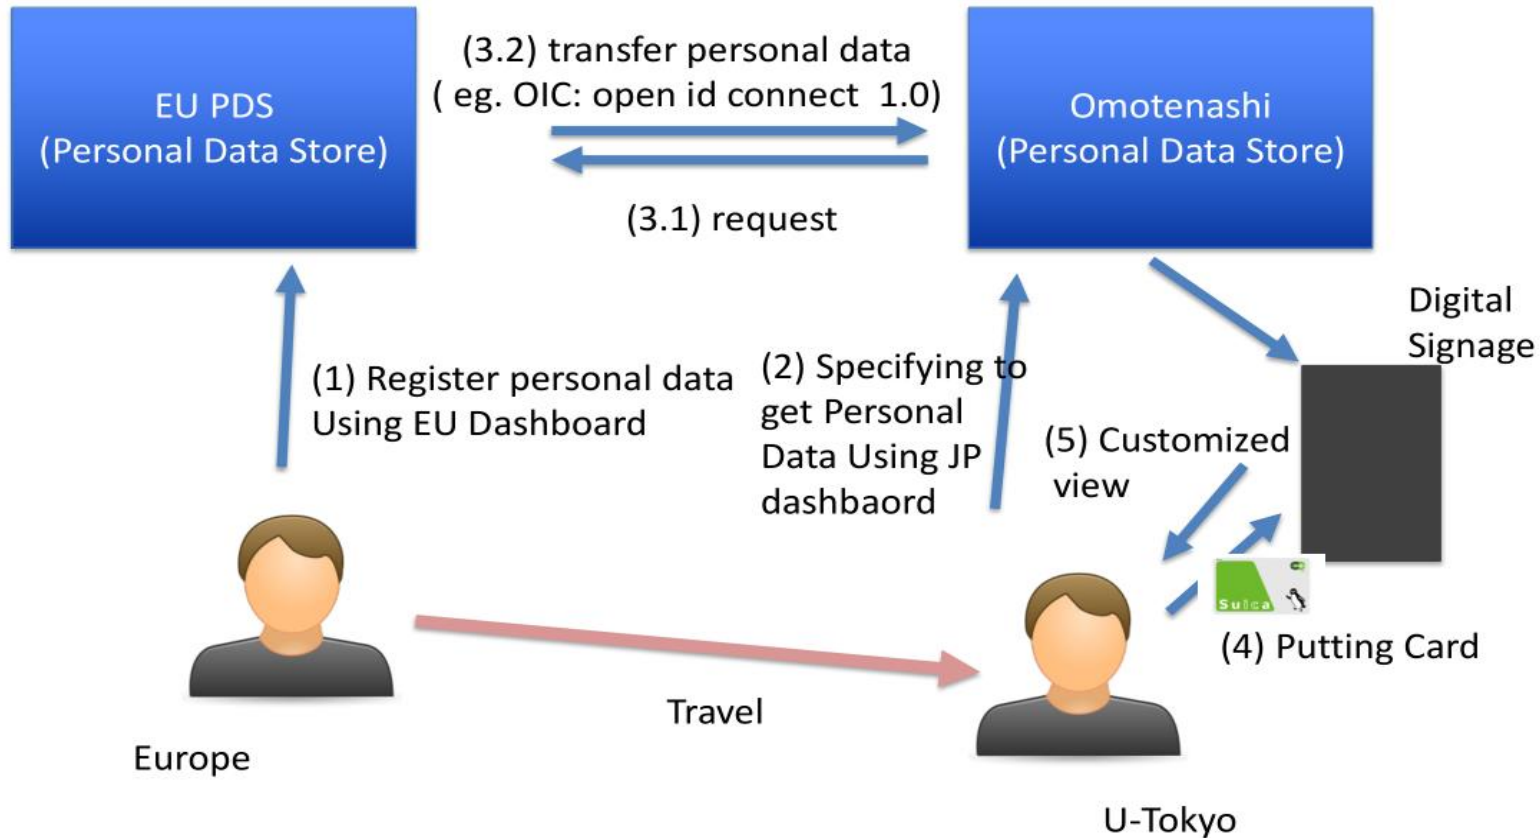 EU PDS
(Personal Data Store)
(3.2) transfer personal data
( eg. OIC: open id connect  1.0)
(3.1) request
Omotenashi
(Personal Data Store)
(1) Register personal data
Using EU Dashboard
(2) Specifying to
get Personal
Data Using JP
dashbaord
Digital
Signage
(5) Customized
view
Suica
(4) Putting Card
Travel
Europe
U-Tokyo